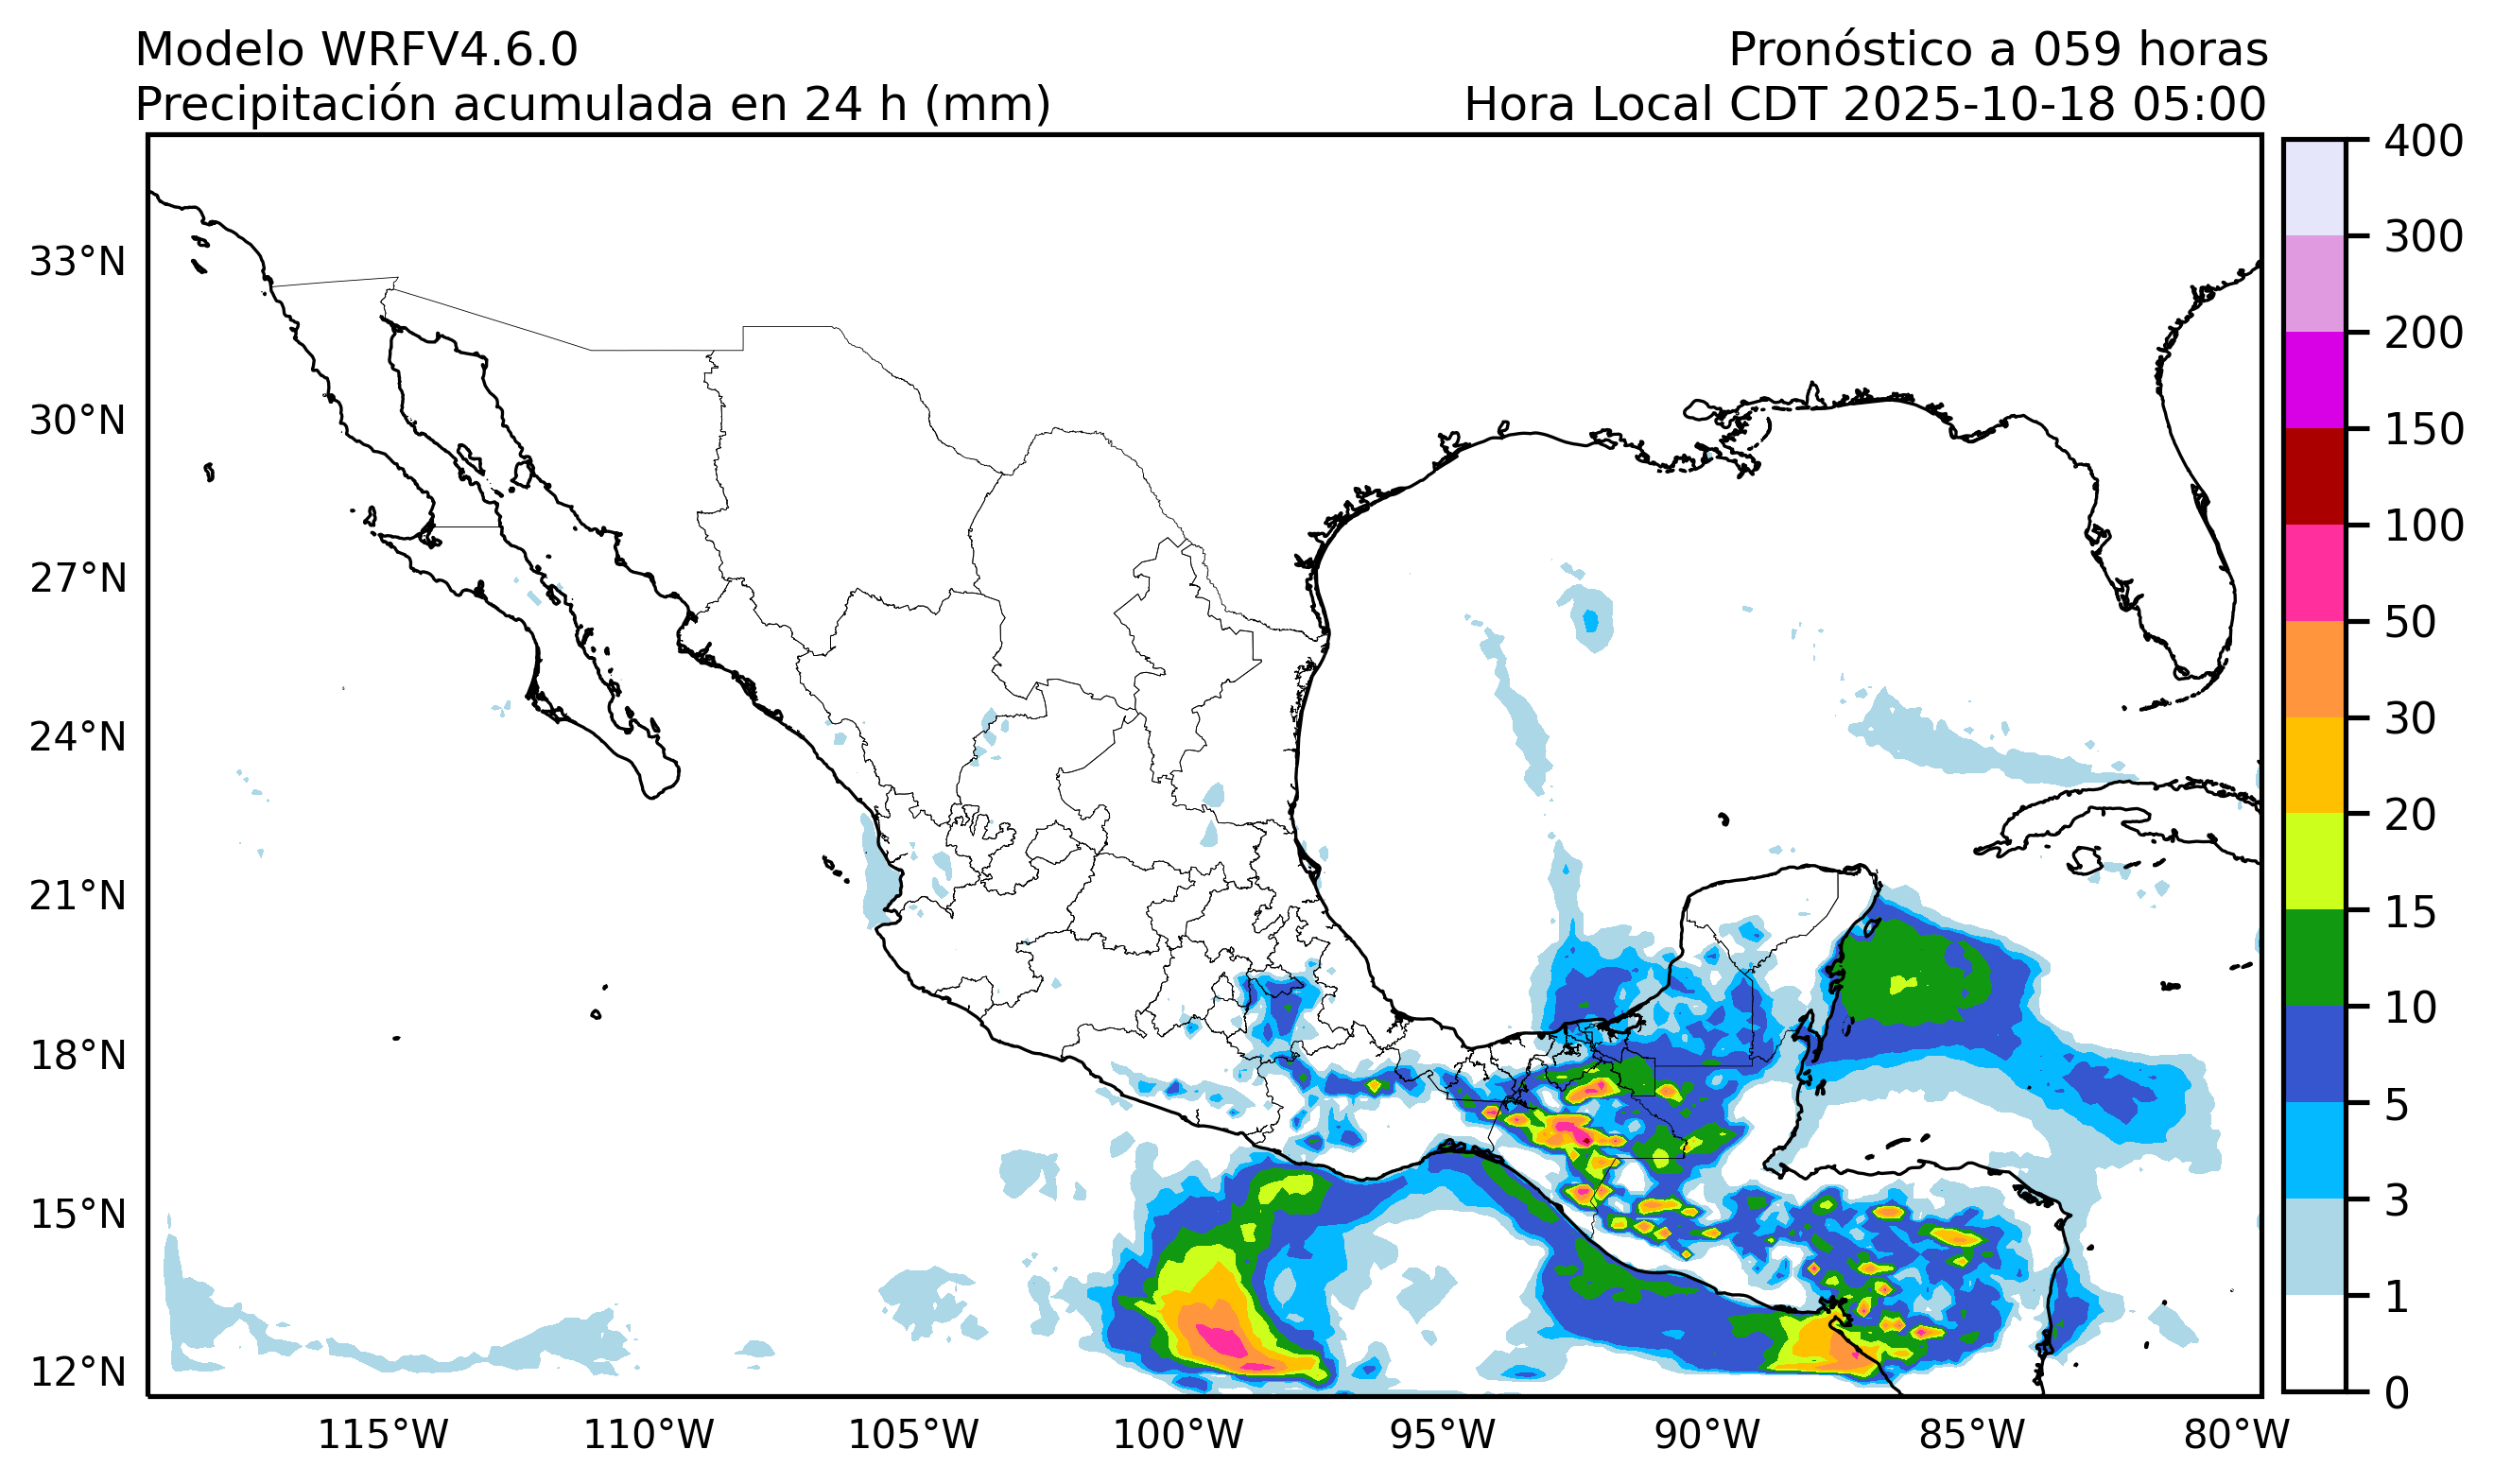 Modelo WRFV4.6.0
Pronóstico a 059 horas
Precipitación acumulada en 24 h (mm)
Hora Local CDT 2025-10-18 05:00
33°N
30°N
27°N
24°N
21°N
18°N
15°N
12°N
115°W
110°W
105°W
100°W
95°W
90°W
85°W
80°W
400
300
200
150
100
50
30
20
15
10
5
3
1
0